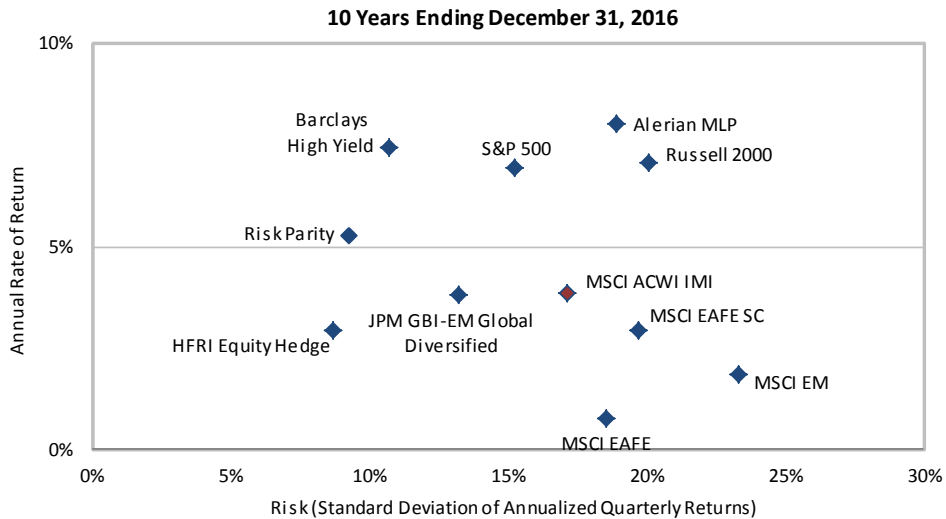 10 Years Ending December 31, 2016
10%
Barclays
High Yield
S&P 500
Alerian MLP
Russell 2000
Risk Parity
5%
MSCI ACWI IMI
JPM GBI-EM Global
Diversified
MSCI EAFE SC
HFRI Equity Hedge
MSCI EM
MSCI EAFE
0%
0%
5%
10%
15%
20%
25%
30%
Annual Rate of Return
Risk (Standard Deviation of Annualized Quarterly Returns)